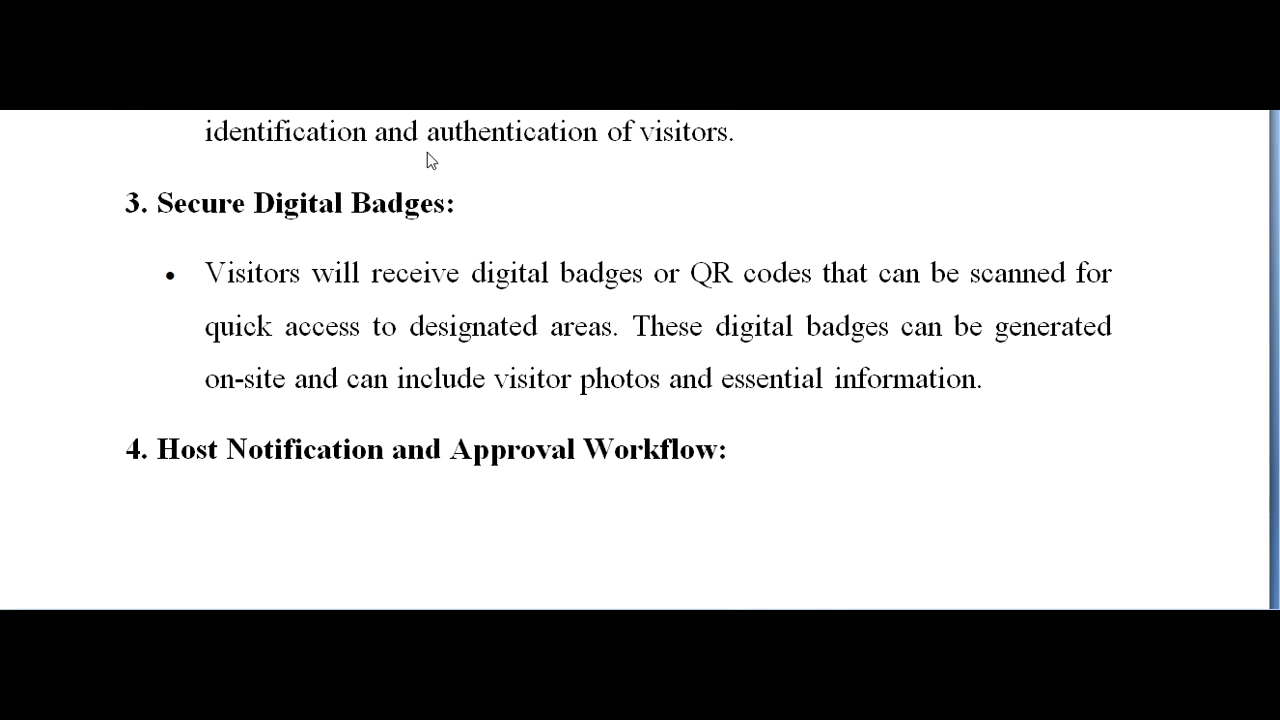 identification and authentication of visitors.
3. Secure Digital Badges:
• Visitors will receive digital badges or QR codes that can be scanned for
quick access to designated areas. These digital badges can be generated
on-site and can include visitor photos and essential information.
4. Host Notification and Approval Workflow: